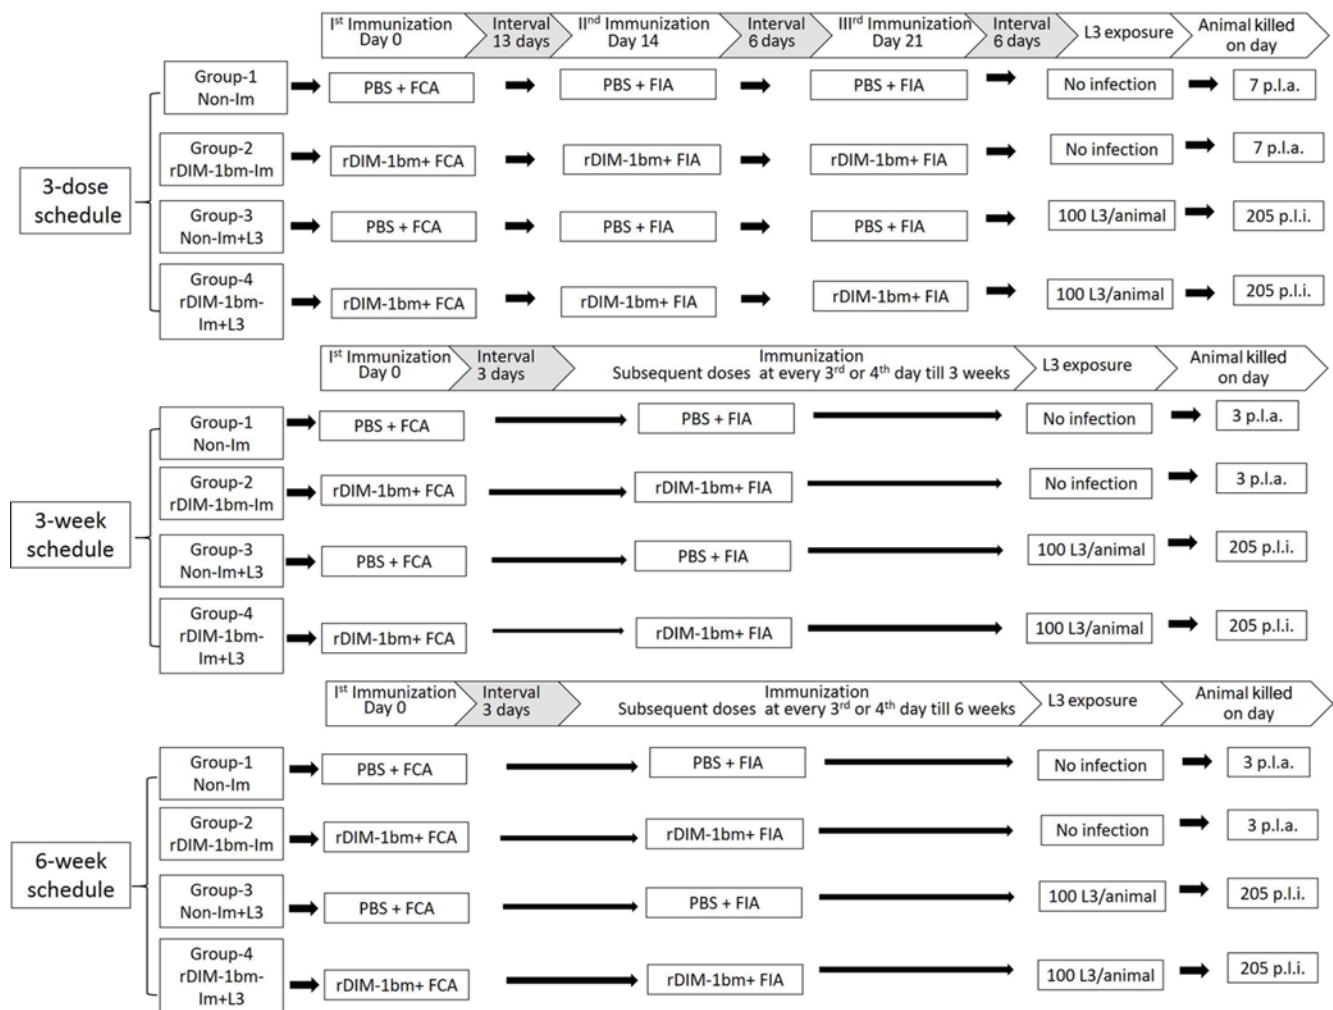 Ist Immunization
Day 0
Interval
13 days
IInd Immunization
Day 14
Interval
6 days
IIIrd Immunization
Day 21
Interval
6 days
L3 exposure
Animal killed
on day
3-dose
schedule
Group-1
Non-Im
PBS + FCA
PBS + FIA
PBS + FIA
No infection
7 p.l.a.
Group-2
rDIM-1bm-Im
rDIM-1bm+ FCA
rDIM-1bm+ FIA
rDIM-1bm+ FIA
No infection
7 p.l.a.
Group-3
Non-Im+L3
PBS + FCA
PBS + FIA
PBS + FIA
100 L3/animal
205 p.l.i.
Group-4
rDIM-1bm-
Im+L3
rDIM-1bm+ FCA
rDIM-1bm+ FIA
rDIM-1bm+ FIA
100 L3/animal
205 p.l.i.
Ist Immunization
Day 0
Interval
3 days
Immunization
Subsequent doses at every 3rd or 4th day till 3 weeks
L3 exposure
Animal killed
on day
3-week
schedule
Group-1
Non-Im
PBS + FCA
PBS + FIA
No infection
3 p.l.a.
Group-2
rDIM-1bm-Im
rDIM-1bm+ FCA
rDIM-1bm+ FIA
No infection
3 p.l.a.
Group-3
Non-Im+L3
PBS + FCA
PBS + FIA
100 L3/animal
205 p.l.i.
Group-4
rDIM-1bm-
Im+L3
rDIM-1bm+ FCA
rDIM-1bm+ FIA
100 L3/animal
205 p.l.i.
Ist Immunization
Day 0
Interval
3 days
Immunization
Subsequent doses at every 3rd or 4th day till 6 weeks
L3 exposure
Animal killed
on day
6-week
schedule
Group-1
Non-Im
PBS + FCA
PBS + FIA
No infection
3 p.l.a.
Group-2
rDIM-1bm-Im
rDIM-1bm+ FCA
rDIM-1bm+ FIA
No infection
3 p.l.a.
Group-3
Non-Im+L3
PBS + FCA
PBS + FIA
100 L3/animal
205 p.l.i.
Group-4
rDIM-1bm-
Im+L3
rDIM-1bm+ FCA
rDIM-1bm+ FIA
100 L3/animal
205 p.l.i.